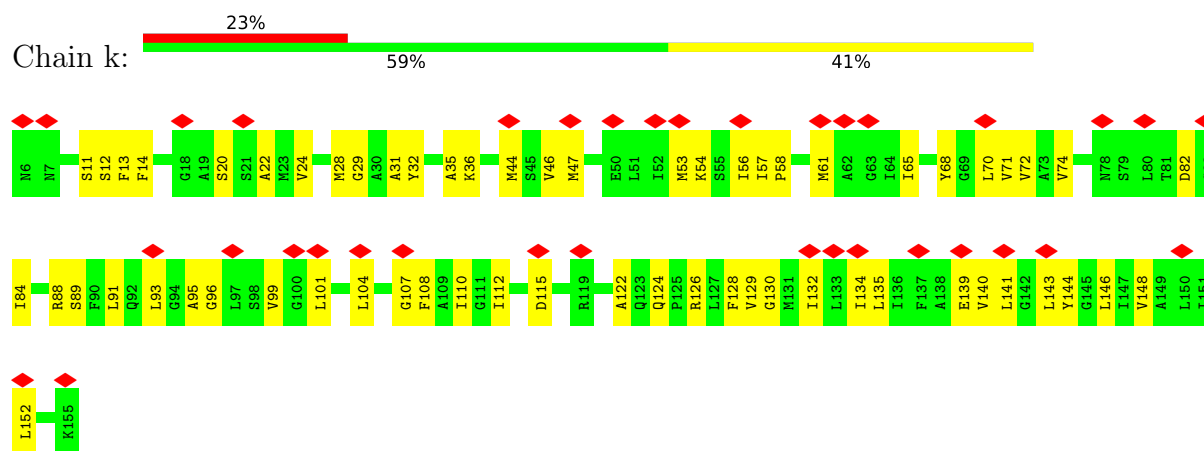 23%
Chain k:
59% 41%
N6 N7 S11 S12 F13 F14 G18 A19 S20 S21 A22 M23 V24 M28 G29 A30 A31 Y32 A35 K36 M44 S45 V46 M47 E50 L51 I52 M53 K54 S55 I56 I57 P58 M61 A62 G63 I64 I65 Y68 G69 L70 V71 V72 A73 V74 N78 S79 L80 T81 D82
I84 R88 S89 F90 L91 Q92 L93 G94 A95 G96 L97 S98 V99 G100 L101 L104 G107 F108 A109 I110 G111 I112 D115 R119 A122 Q123 Q124 P125 R126 L127 F128 V129 G130 M131 I132 L133 I134 L135 I136 F137 A138 E139 V140 L141 G142 L143 Y144 G145 L146 I147 V148 A149 L150
L152 K155